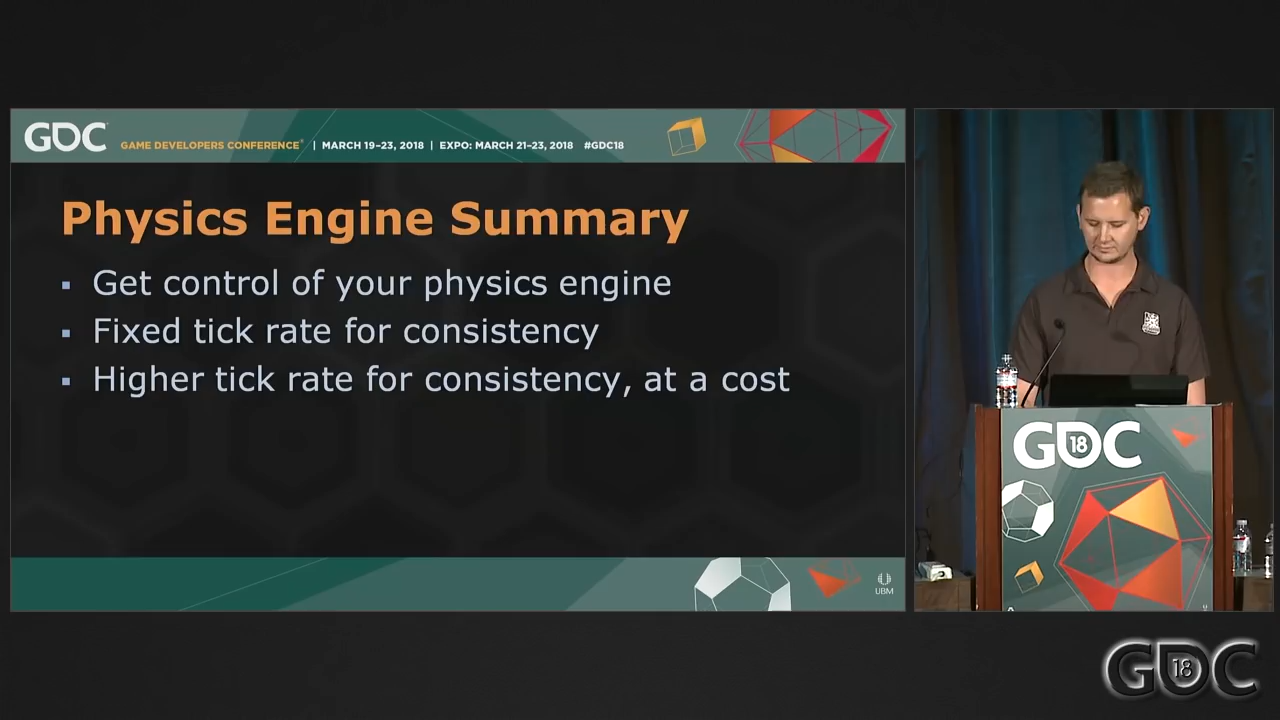 GDC
GAME DEVELOPERS CONFERENCE® | MARCH 19–23, 2018 | EXPO: MARCH 21–23, 2018 #GDC18
Physics Engine Summary
▪ Get control of your physics engine
▪ Fixed tick rate for consistency
▪ Higher tick rate for consistency, at a cost
UBM
GDC
18
GDC
18